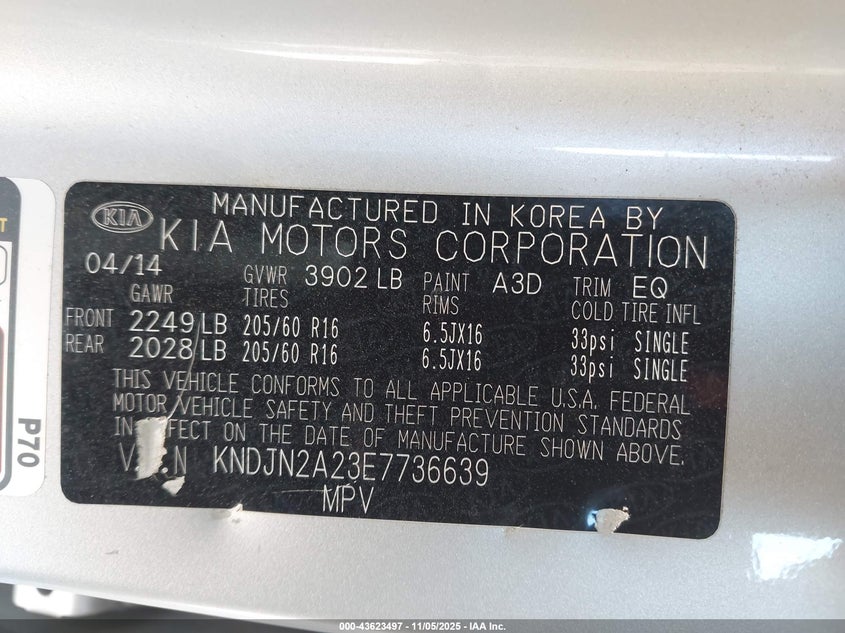 KIA
MANUFACTURED IN KOREA BY
KIA MOTORS CORPORATION
04/14 GVWR 3902 LB PAINT A3D TRIM EQ
GAWR TIRES RIMS COLD TIRE INFL
FRONT 2249 LB 205/60 R16 6.5JX16 33psi SINGLE
REAR 2028 LB 205/60 R16 6.5JX16 33psi SINGLE
THIS VEHICLE CONFORMS TO ALL APPLICABLE U.S.A. FEDERAL
MOTOR VEHICLE SAFETY AND THEFT PREVENTION STANDARDS
IN EFFECT ON THE DATE OF MANUFACTURE SHOWN ABOVE.
KNDJN2A23E7736639
MPV
P70
000-43623497 - 11/05/2025 - IAA Inc.